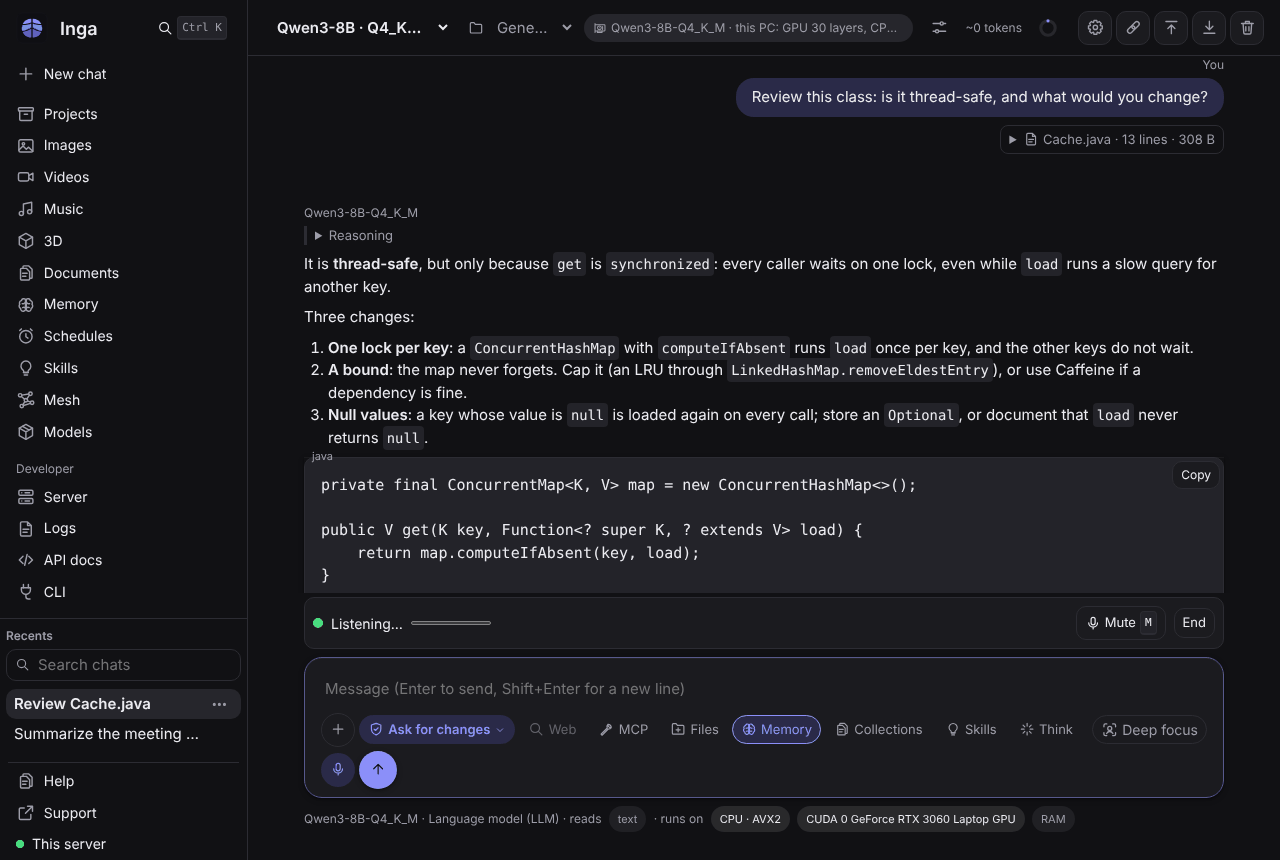 Inga
Ctrl K
New chat
Projects
Images
Videos
Music
3D
Documents
Memory
Schedules
Skills
Mesh
Models
Developer
Server
Logs
API docs
CLI
Recents
Search chats
Review Cache.java
Summarize the meeting ...
Help
Support
This server
Qwen3-8B · Q4_K...
Gene...
Qwen3-8B-Q4_K_M · this PC: GPU 30 layers, CP...
~0 tokens
You
Review this class: is it thread-safe, and what would you change?
Cache.java · 13 lines · 308 B
Qwen3-8B-Q4_K_M
Reasoning
It is thread-safe, but only because get is synchronized: every caller waits on one lock, even while load runs a slow query for
another key.
Three changes:
1. One lock per key: a ConcurrentHashMap with computeIfAbsent runs load once per key, and the other keys do not wait.
2. A bound: the map never forgets. Cap it (an LRU through LinkedHashMap.removeEldestEntry), or use Caffeine if a
dependency is fine.
3. Null values: a key whose value is null is loaded again on every call; store an Optional, or document that load never
returns null.
java
Copy
private final ConcurrentMap<K, V> map = new ConcurrentHashMap<>();
public V get(K key, Function<? super K, ? extends V> load) {
    return map.computeIfAbsent(key, load);
}
Listening...
Mute M
End
Message (Enter to send, Shift+Enter for a new line)
Ask for changes
Web
MCP
Files
Memory
Collections
Skills
Think
Deep focus
Qwen3-8B-Q4_K_M · Language model (LLM) · reads text · runs on CPU · AVX2 CUDA 0 GeForce RTX 3060 Laptop GPU RAM